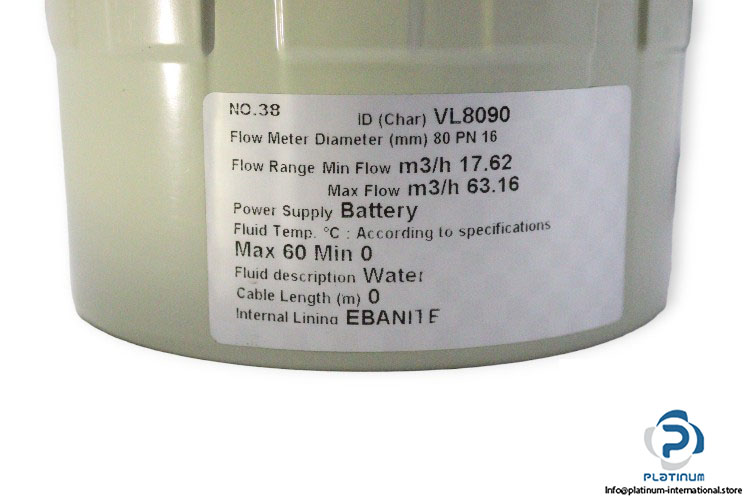 NO.38
ID (Char) VL8090
Flow Meter Diameter (mm) 80 PN 16
Flow Range Min Flow m3/h 17.62
Max Flow m3/h 63.16
Power Supply Battery
Fluid Temp. °C : According to specifications
Max 60 Min 0
Fluid description Water
Cable Length (m) 0
Internal Lining EBANITE
PLATINUM
Info@platinum-international.store